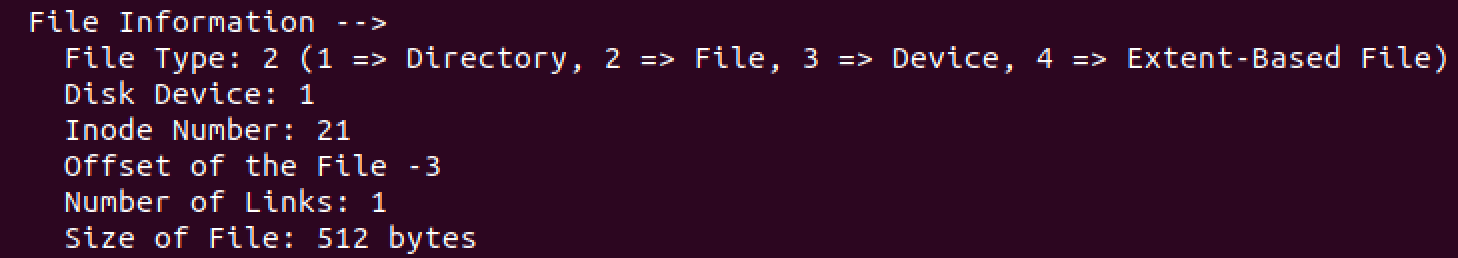 File Information -->
File Type: 2 (1 => Directory, 2 => File, 3 => Device, 4 => Extent-Based File)
Disk Device: 1
Inode Number: 21
Offset of the File -3
Number of Links: 1
Size of File: 512 bytes